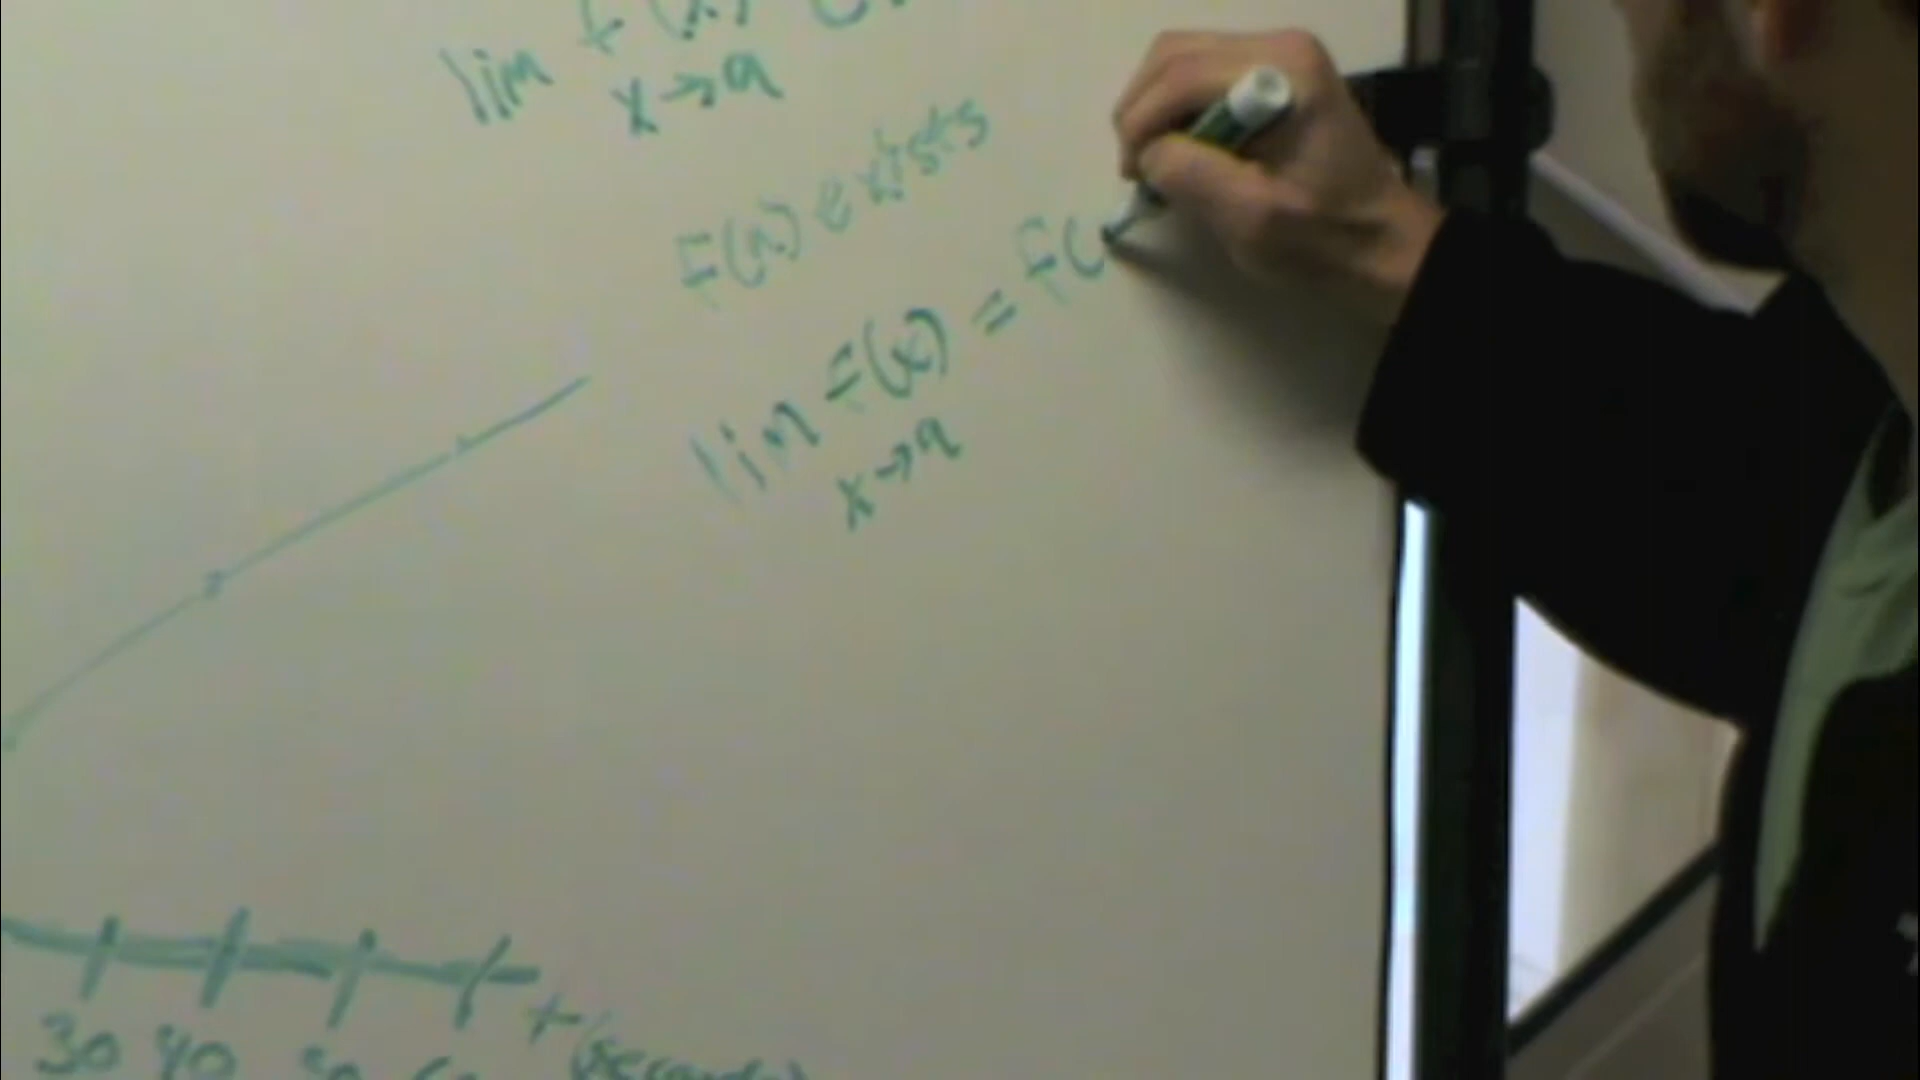 lim f(x)
x→a
F(a) exists
lim F(x) = f(
x→a
30 40 50 60
t (seconds)